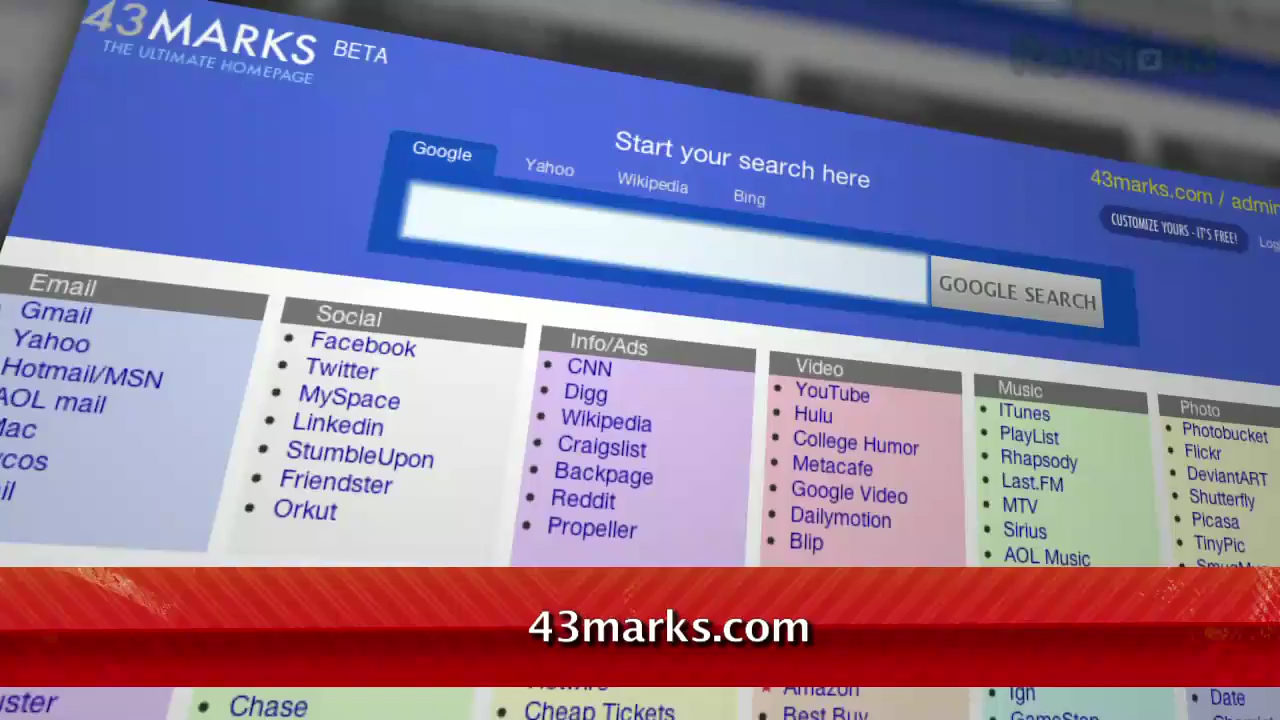 43MARKS BETA
THE ULTIMATE HOMEPAGE
Revision3
Start your search here
Google
Yahoo
Wikipedia
Bing
43marks.com / admin
CUSTOMIZE YOURS - IT'S FREE!
GOOGLE SEARCH
Email
Gmail
Yahoo
Hotmail/MSN
AOL mail
Social
Facebook
Twitter
MySpace
Linkedin
StumbleUpon
Friendster
Orkut
Info/Ads
CNN
Digg
Wikipedia
Craigslist
Backpage
Reddit
Propeller
Video
YouTube
Hulu
College Humor
Metacafe
Google Video
Dailymotion
Blip
Music
ITunes
PlayList
Rhapsody
Last.FM
MTV
Sirius
AOL Music
Photo
Photobucket
Flickr
DeviantART
Shutterfly
Picasa
TinyPic
43marks.com
Chase
Cheap Tickets
Amazon
Best Buy
Ign
GameStop
Date